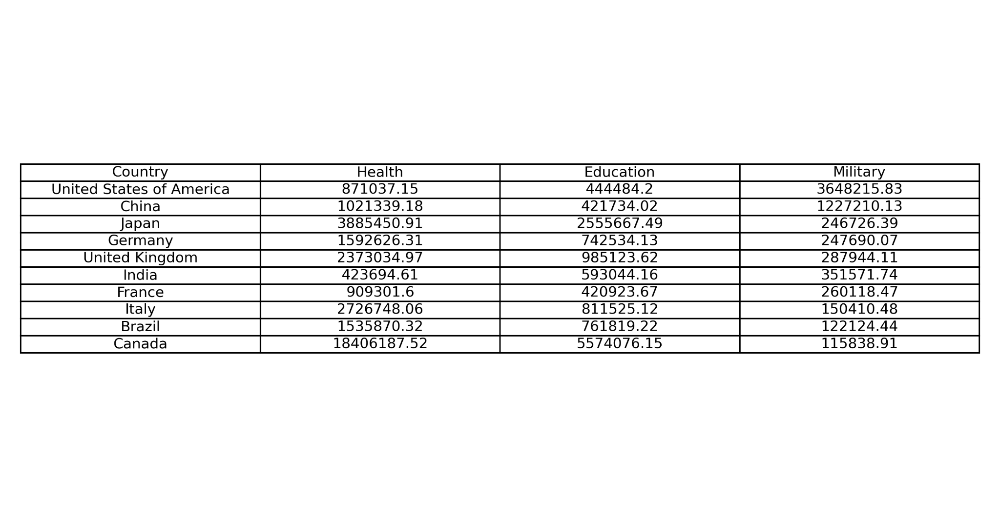 Country Health Education Military
United States of America 871037.15 444484.2 3648215.83
China 1021339.18 421734.02 1227210.13
Japan 3885450.91 2555667.49 246726.39
Germany 1592626.31 742534.13 247690.07
United Kingdom 2373034.97 985123.62 287944.11
India 423694.61 593044.16 351571.74
France 909301.6 420923.67 260118.47
Italy 2726748.06 811525.12 150410.48
Brazil 1535870.32 761819.22 122124.44
Canada 18406187.52 5574076.15 115838.91